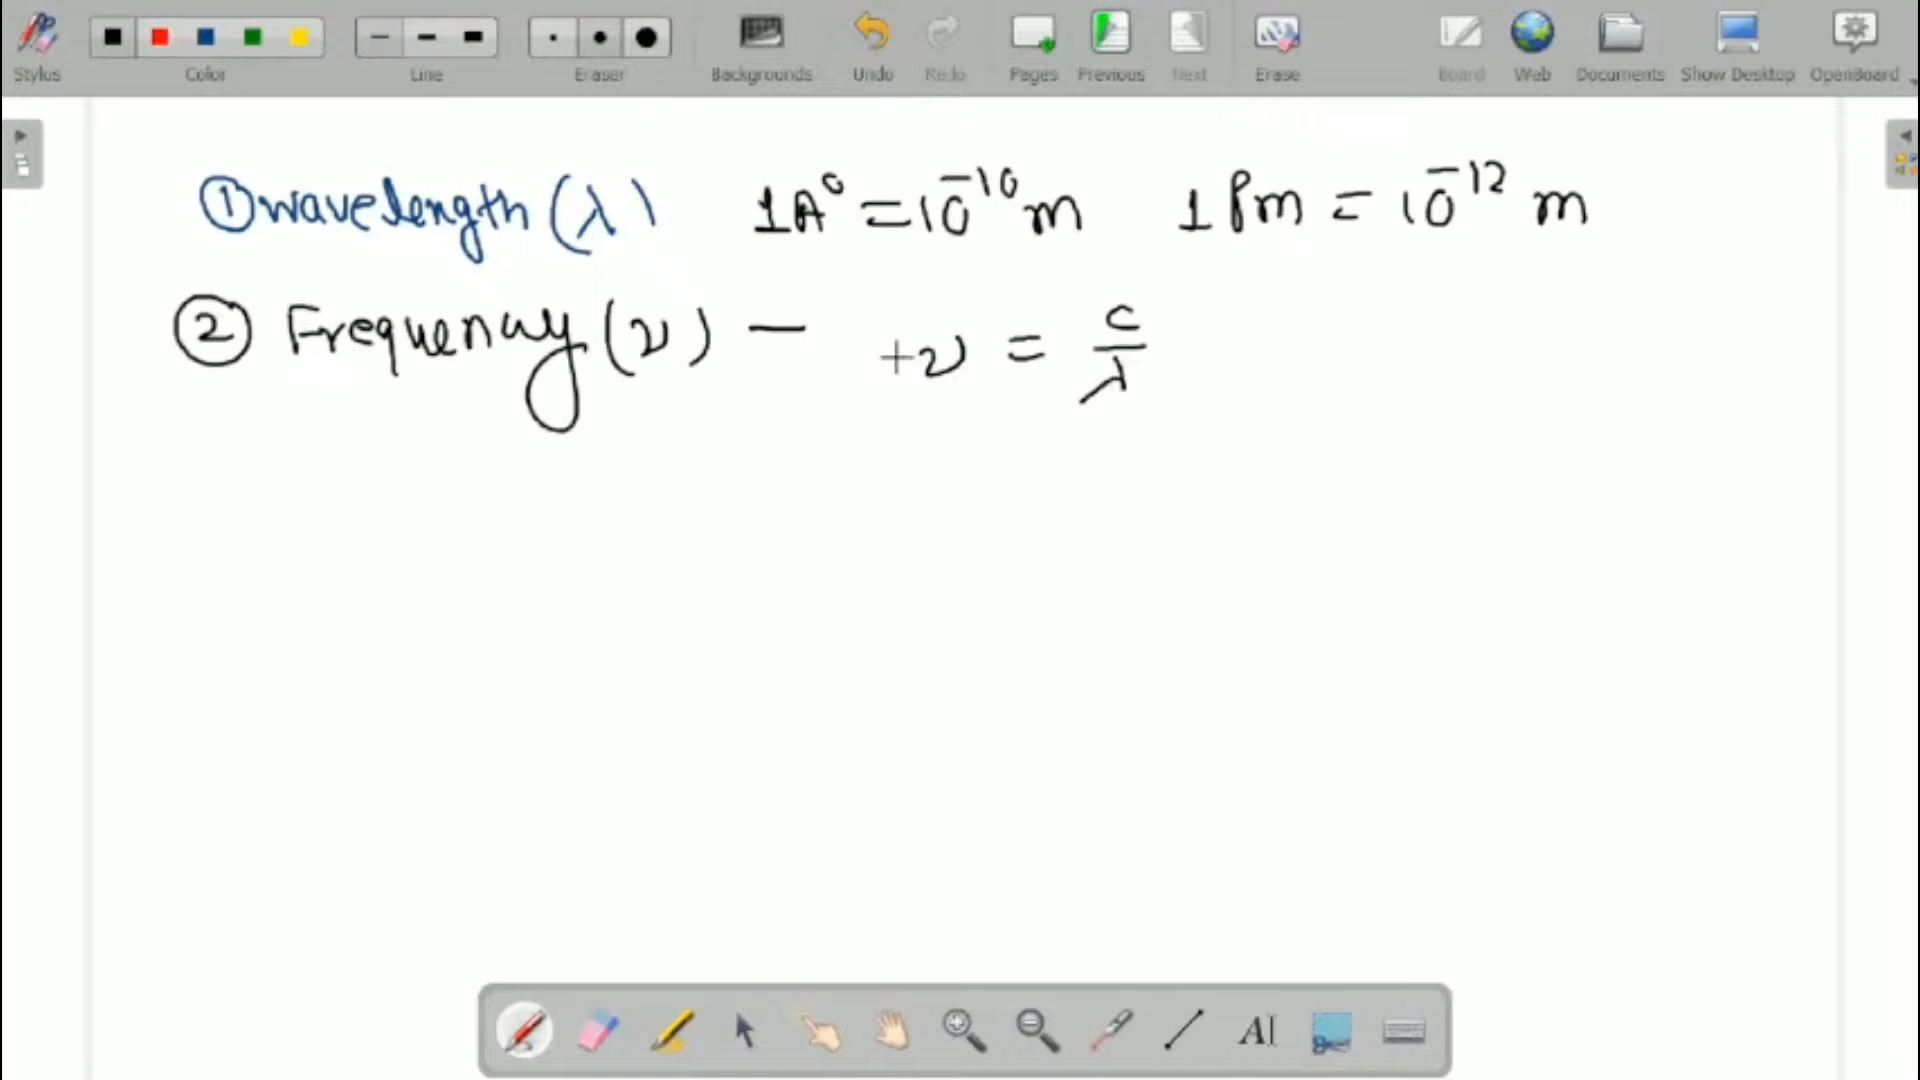 Stylus Color Line Eraser Backgrounds Undo Redo Pages Previous Next Erase Board Web Documents Show Desktop OpenBoard
① wavelength (λ) 1A° = 10⁻¹⁰ m 1 Pm = 10⁻¹² m
② Frequency (ν) — ν = c/λ
AI